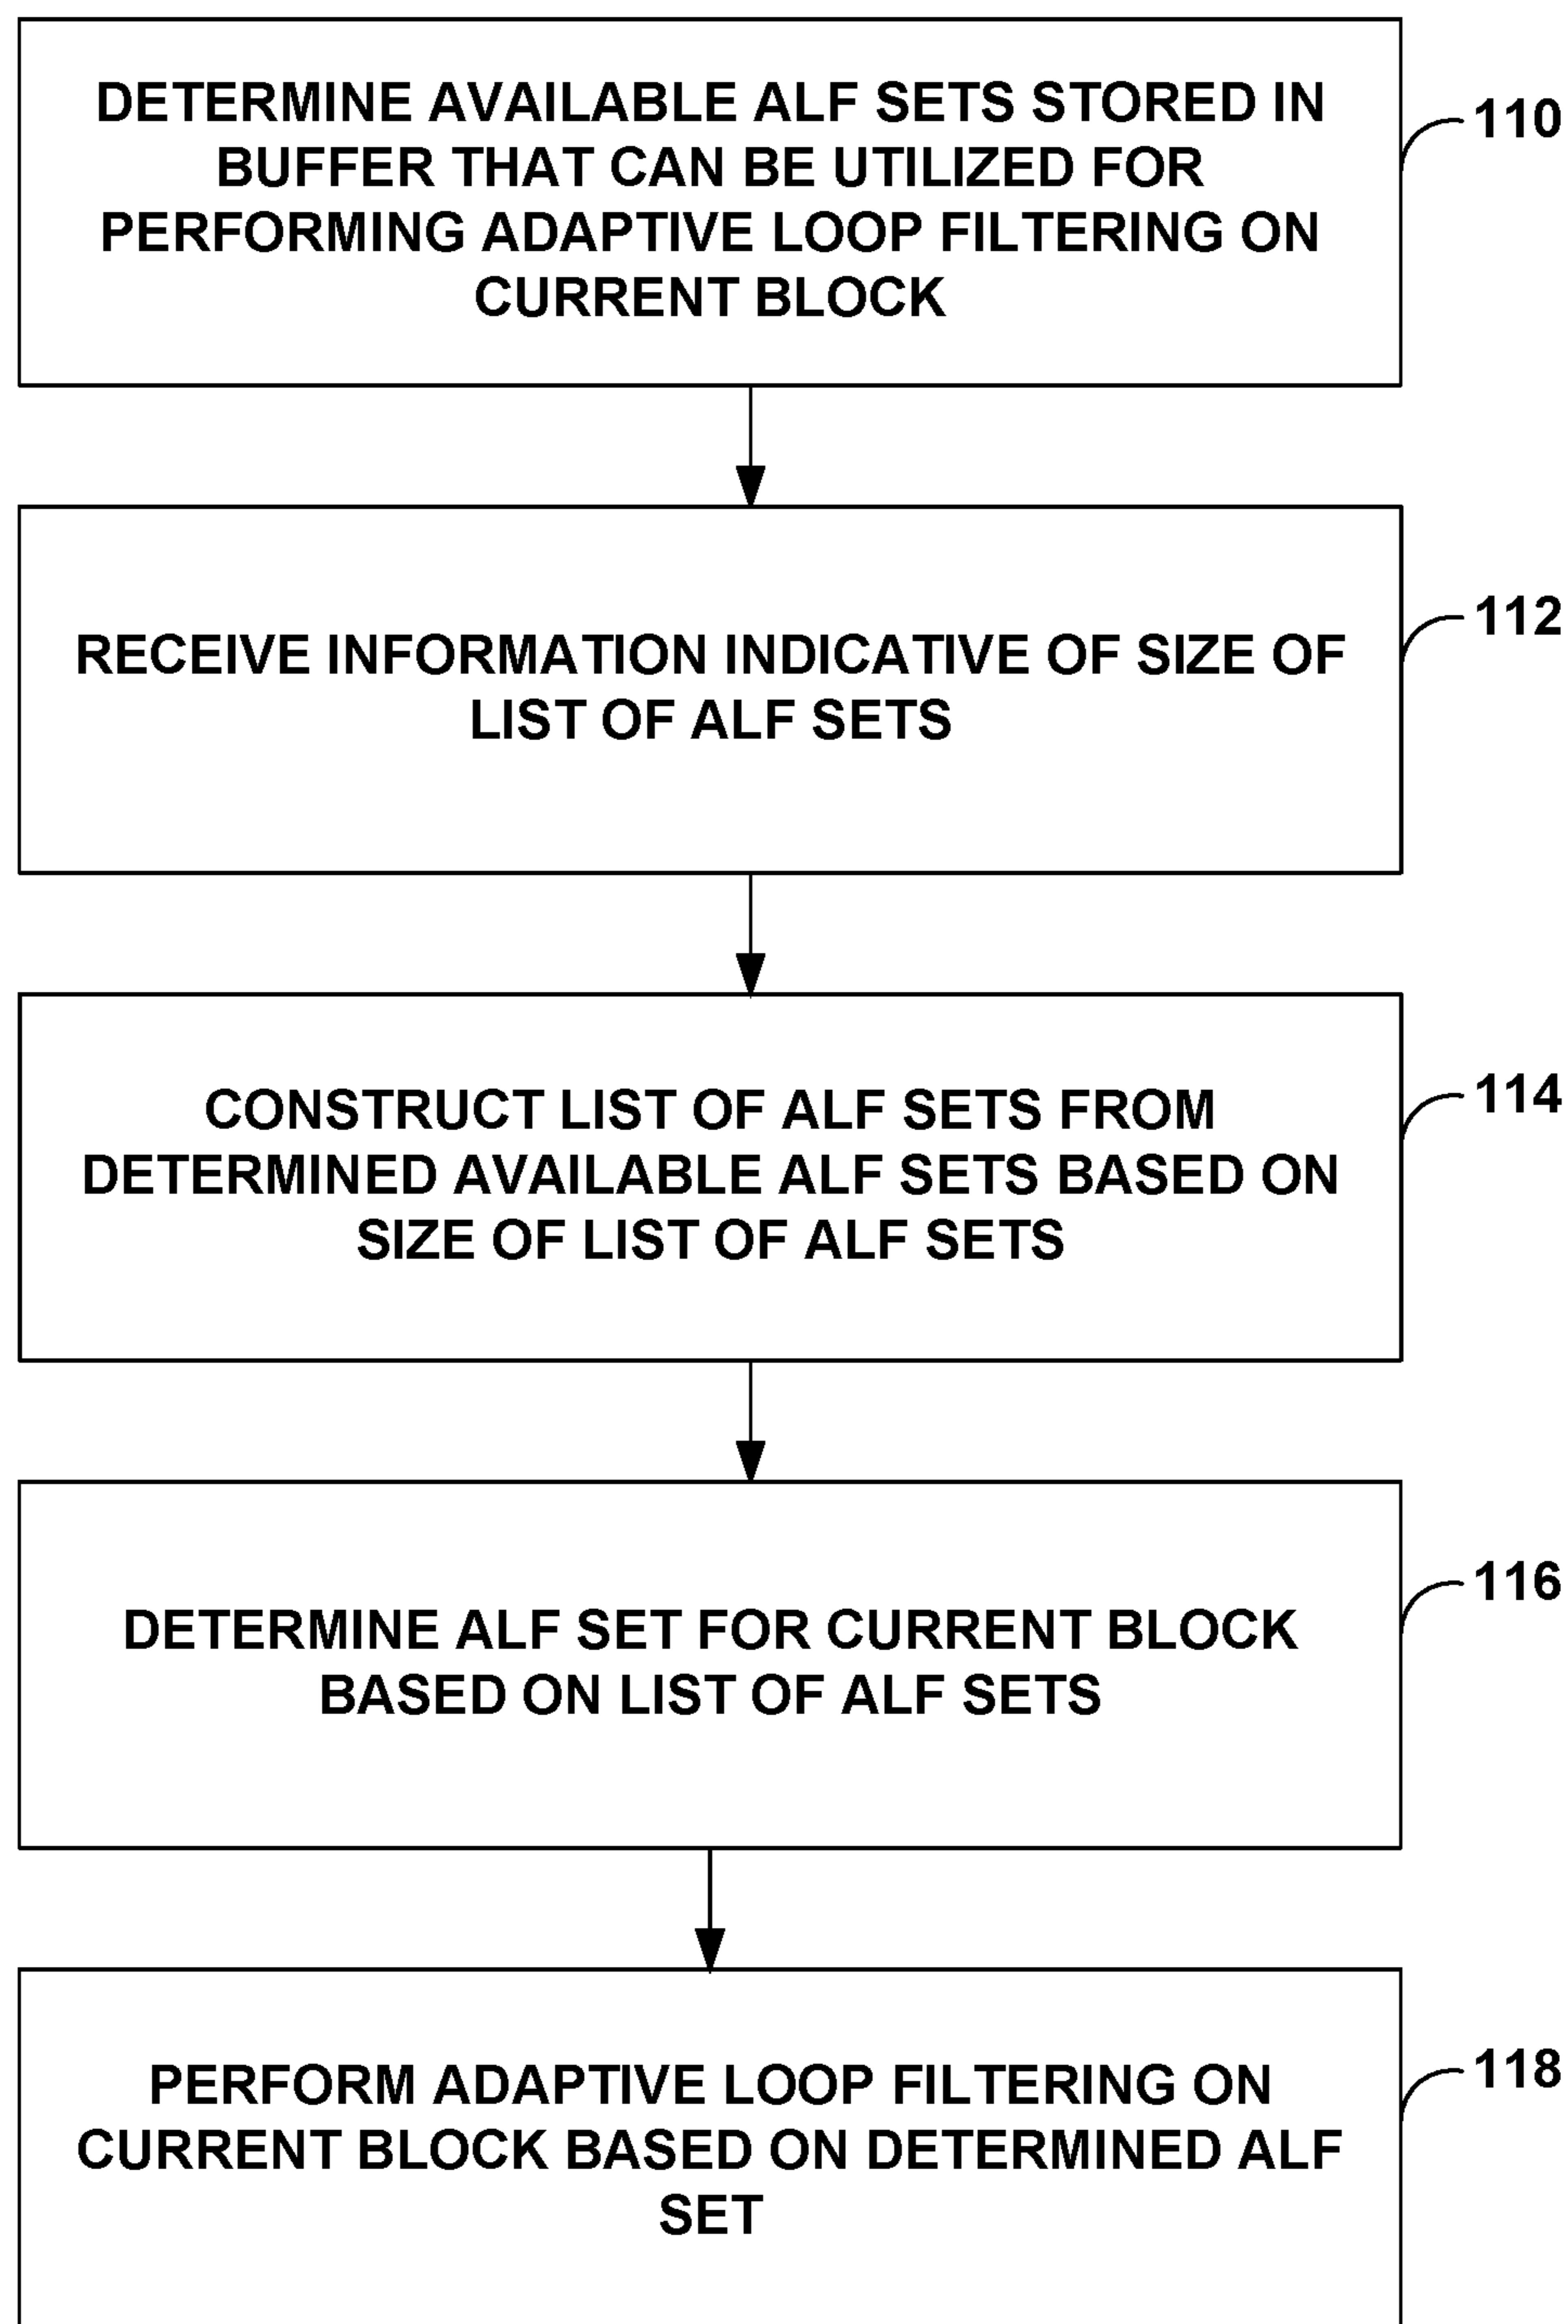 DETERMINE AVAILABLE ALF SETS STORED IN
BUFFER THAT CAN BE UTILIZED FOR
PERFORMING ADAPTIVE LOOP FILTERING ON
CURRENT BLOCK
110
RECEIVE INFORMATION INDICATIVE OF SIZE OF
LIST OF ALF SETS
112
CONSTRUCT LIST OF ALF SETS FROM
DETERMINED AVAILABLE ALF SETS BASED ON
SIZE OF LIST OF ALF SETS
114
DETERMINE ALF SET FOR CURRENT BLOCK
BASED ON LIST OF ALF SETS
116
PERFORM ADAPTIVE LOOP FILTERING ON
CURRENT BLOCK BASED ON DETERMINED ALF
SET
118